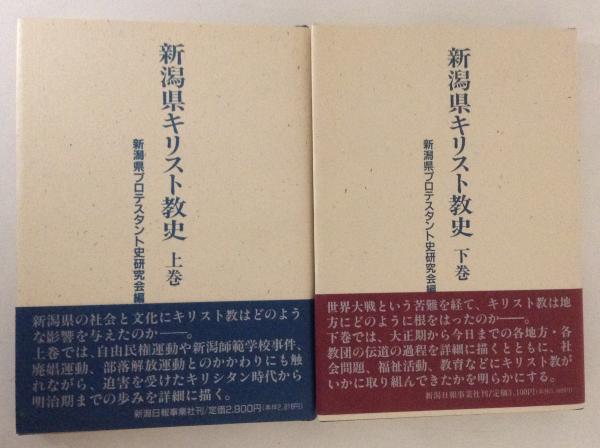 新潟県キリスト教史 上巻
新潟県プロテスタント史研究会編
新潟県の社会と文化にキリスト教はどのよう
な影響を与えたのか――。
上巻では、自由民権運動や新潟師範学校事件、
廃娼運動、部落解放運動とのかかわりにも触
れながら、迫害を受けたキリシタン時代から
明治期までの歩みを詳細に描く。
新潟日報事業社刊/定価2,900円
新潟県キリスト教史 下巻
新潟県プロテスタント史研究会編
世界大戦という苦難を経て、キリスト教は地
方にどのように根をはったのか――。
下巻では、大正期から今日までの各地方・各
教団の伝道の過程を詳細に描くとともに、社
会問題、福祉活動、教育などにキリスト教が
いかに取り組んできたかを明らかにする。
新潟日報事業社刊/定価3,100円